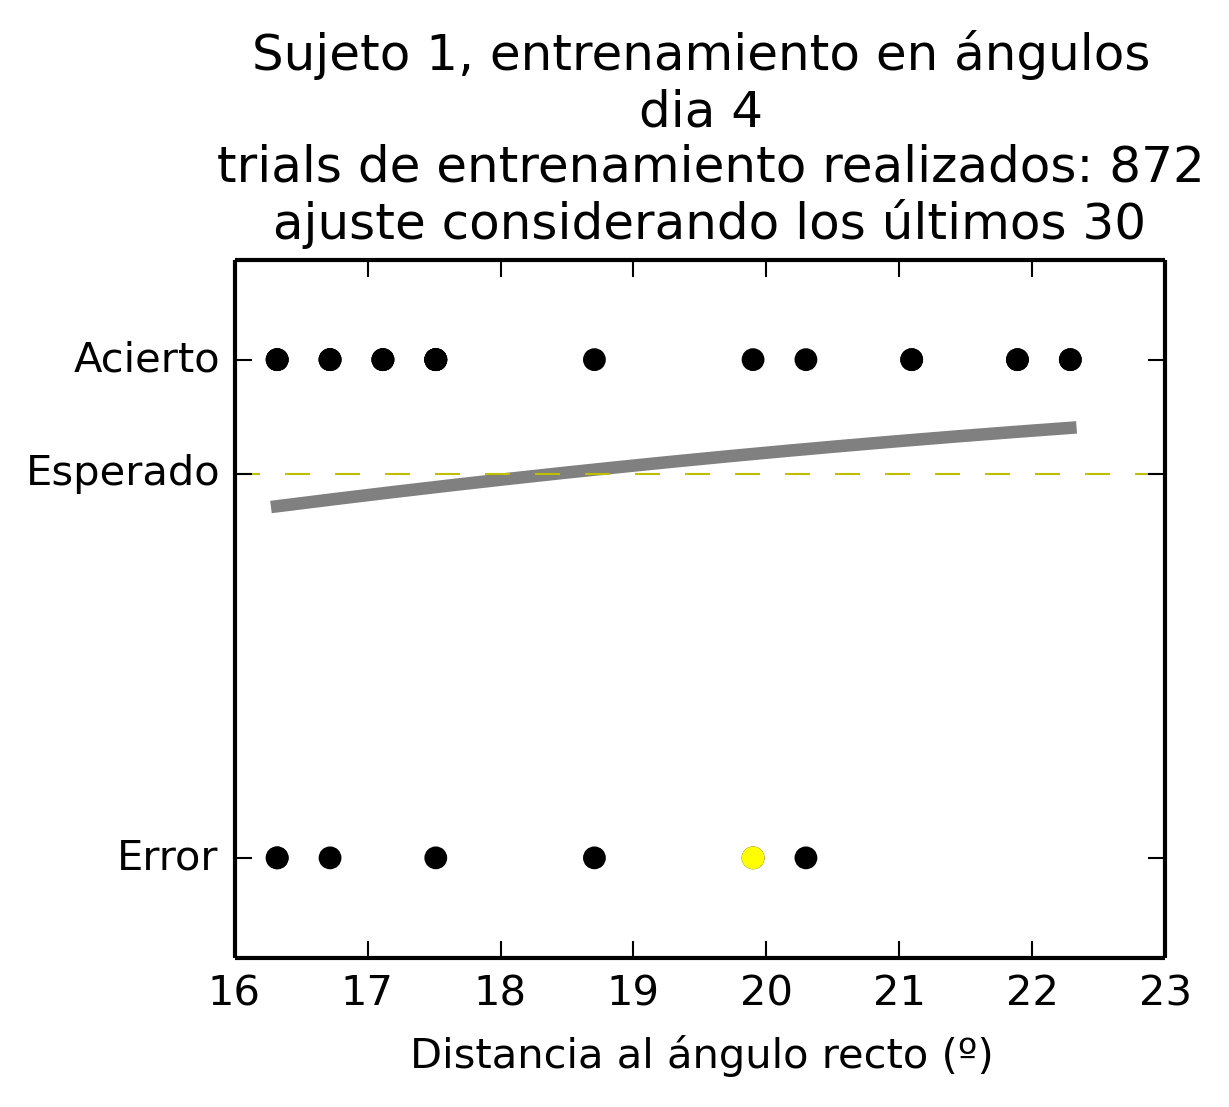 Sujeto 1, entrenamiento en ángulos
dia 4
trials de entrenamiento realizados: 872
ajuste considerando los últimos 30
Acierto
Esperado
Error
16 17 18 19 20 21 22 23
Distancia al ángulo recto (º)